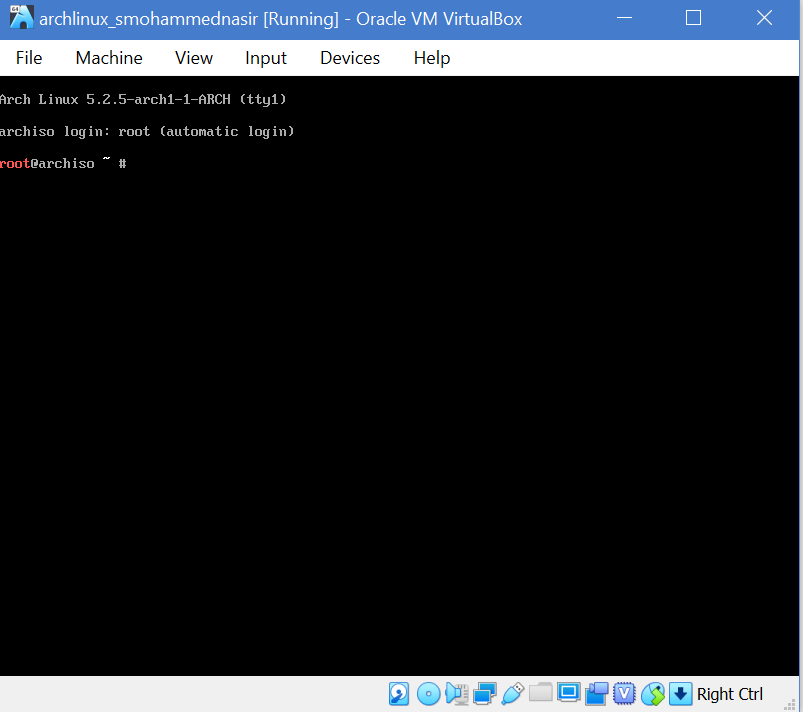 archlinux_smohammednasir [Running] - Oracle VM VirtualBox
File Machine View Input Devices Help
Arch Linux 5.2.5-arch1-1-ARCH (tty1)
archiso login: root (automatic login)
root@archiso ~ #
Right Ctrl